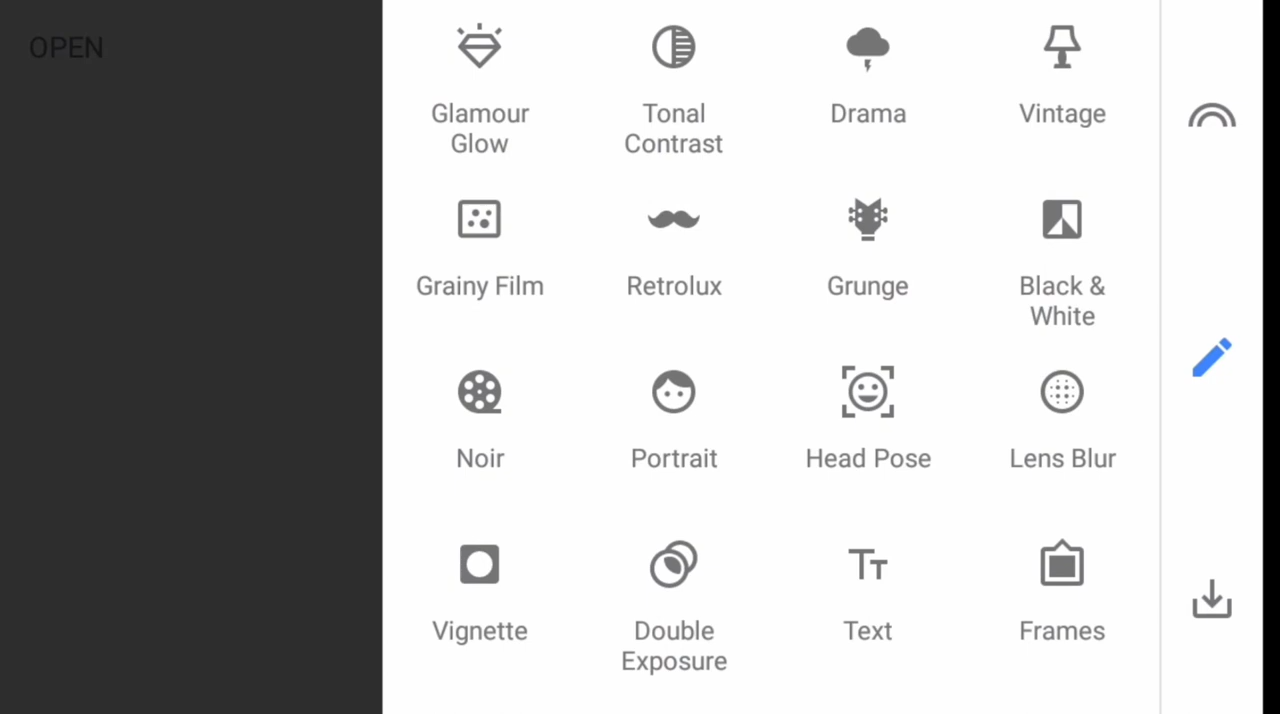 OPEN
Glamour
Glow
Tonal
Contrast
Drama
Vintage
Grainy Film
Retrolux
Grunge
Black &
White
Noir
Portrait
Head Pose
Lens Blur
Vignette
Double
Exposure
Text
Frames